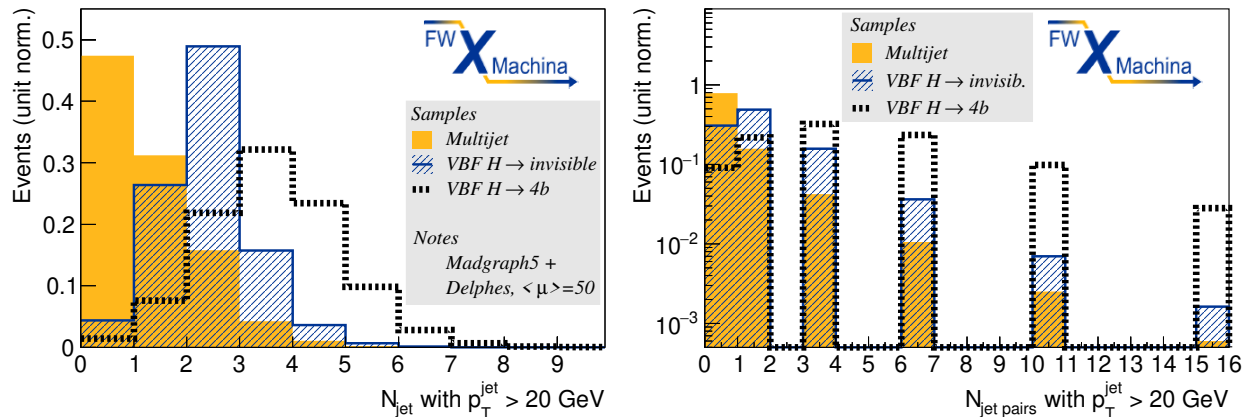 FW X Machina
Samples
Multijet
VBF H → invisible
VBF H → 4b
Notes
Madgraph5 +
Delphes, <μ>=50
Events (unit norm.)
0.5
0.4
0.3
0.2
0.1
0
0 1 2 3 4 5 6 7 8 9
N_jet with p_T^jet > 20 GeV
Samples
Multijet
VBF H → invisib.
VBF H → 4b
FW X Machina
Events (unit norm.)
1
10⁻¹
10⁻²
10⁻³
0 1 2 3 4 5 6 7 8 9 10 11 12 13 14 15 16
N_jet pairs with p_T^jet > 20 GeV